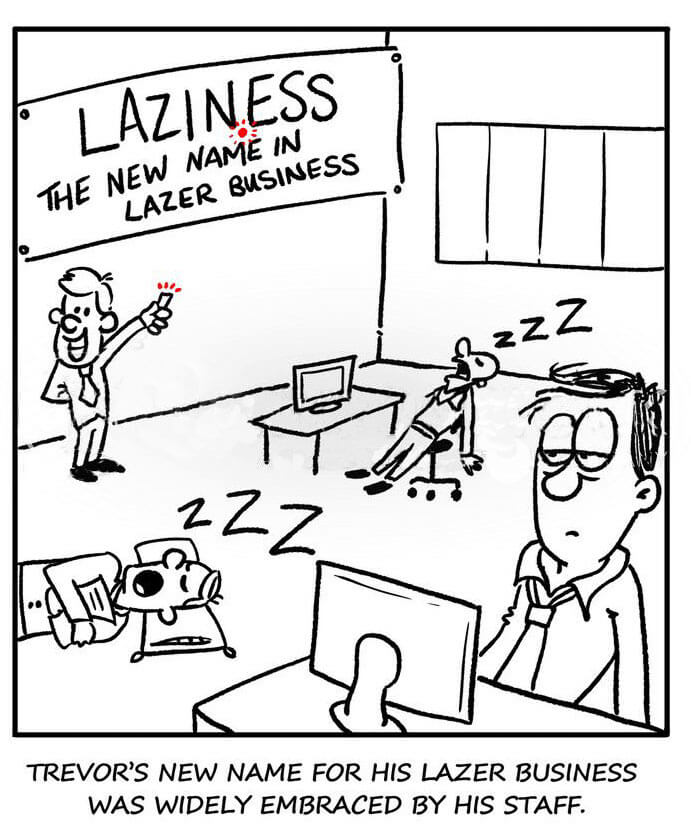 LAZINESS
THE NEW NAME IN
LAZER BUSINESS
ZZZ
ZZZ
TREVOR'S NEW NAME FOR HIS LAZER BUSINESS
WAS WIDELY EMBRACED BY HIS STAFF.